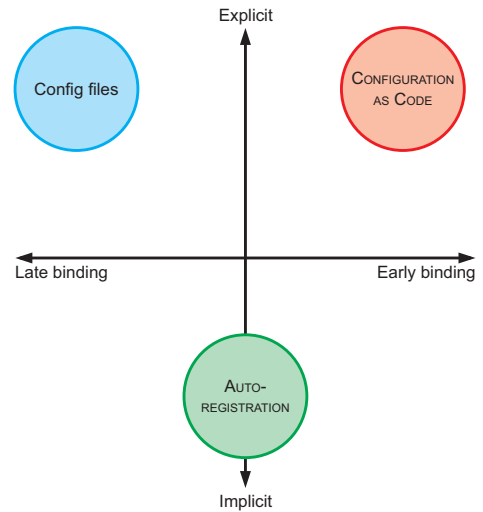 Explicit
Config files
CONFIGURATION
AS CODE
Late binding
Early binding
AUTO-
REGISTRATION
Implicit